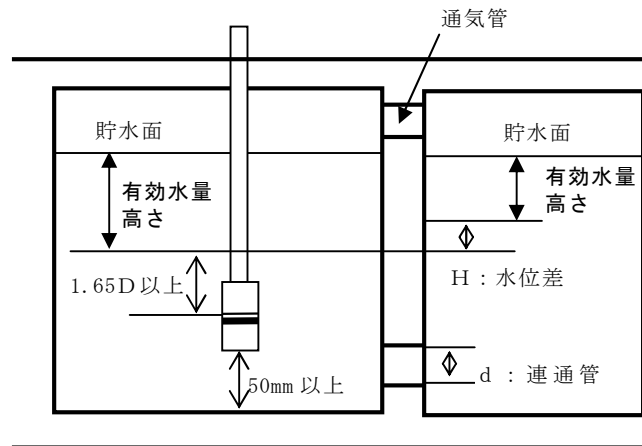 通気管
貯水面
貯水面
有効水量
高さ
有効水量
高さ
1.65D以上
H：水位差
50mm以上
d：連通管